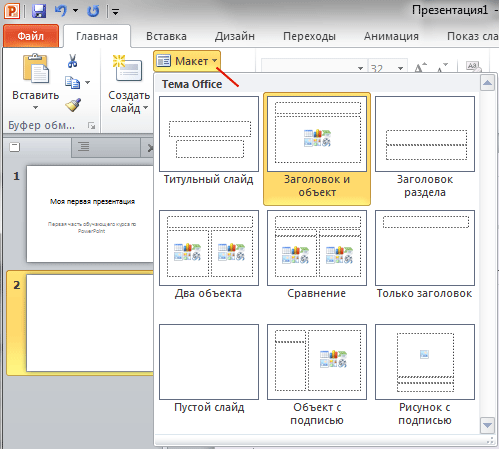 Презентация1 -
Файл Главная Вставка Дизайн Переходы Анимация Показ сла
Вставить
Создать слайд
Макет
32
Буфер обм...
Тема Office
Титульный слайд
Заголовок и объект
Заголовок раздела
Два объекта
Сравнение
Только заголовок
Пустой слайд
Объект с подписью
Рисунок с подписью
1
Моя первая презентация
Первая часть обучающего курса по
PowerPoint
2